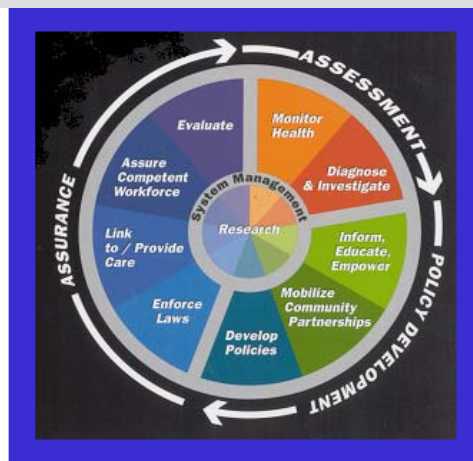 ASSESSMENT
Monitor
Health
Diagnose
& Investigate
POLICY DEVELOPMENT
Inform,
Educate,
Empower
Mobilize
Community
Partnerships
Develop
Policies
ASSURANCE
Enforce
Laws
Link
to / Provide
Care
Assure
Competent
Workforce
Evaluate
System Management
Research